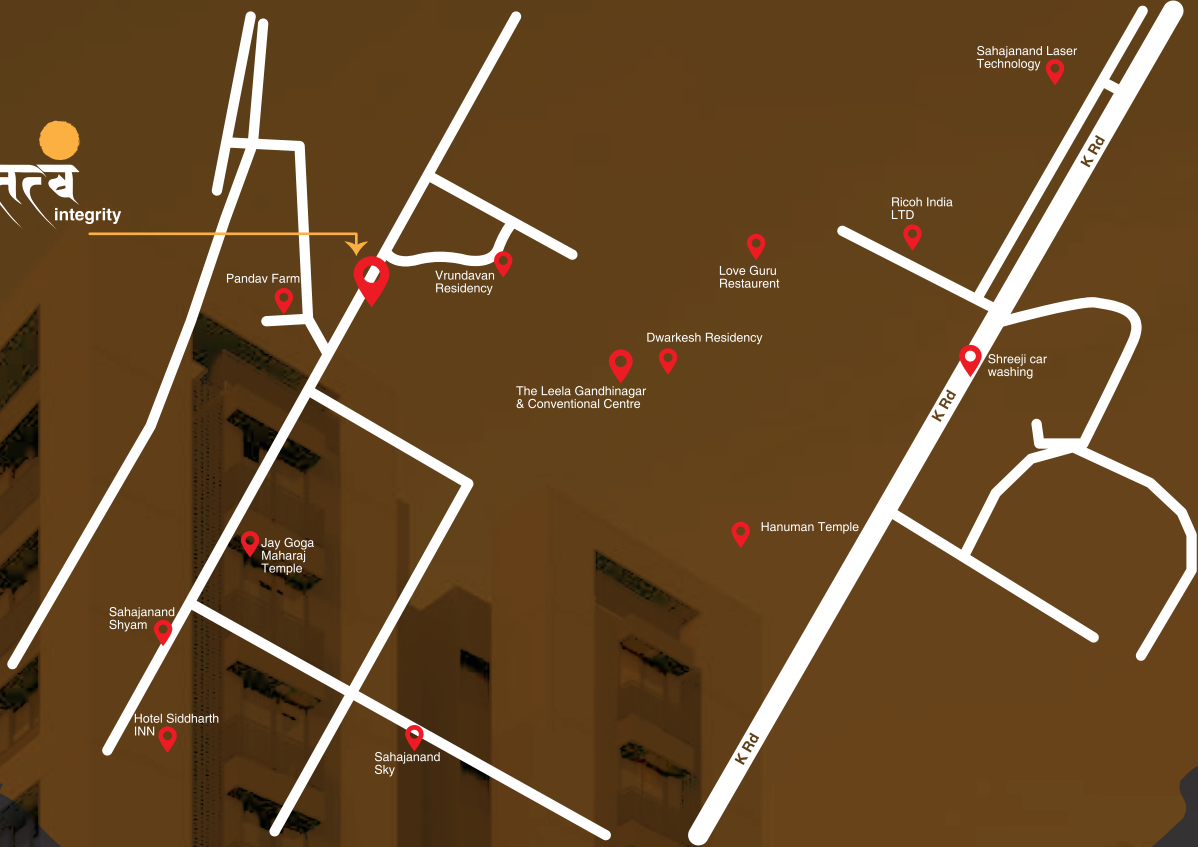 Sahajanand Laser
Technology
K Rd
integrity
Ricoh India
LTD
Pandav Farm
Vrundavan
Residency
Love Guru
Restaurent
Dwarkesh Residency
Shreeji car
washing
The Leela Gandhinagar
& Conventional Centre
K Rd
Hanuman Temple
Jay Goga
Maharaj
Temple
Sahajanand
Shyam
Hotel Siddharth
INN
K Rd
Sahajanand
Sky